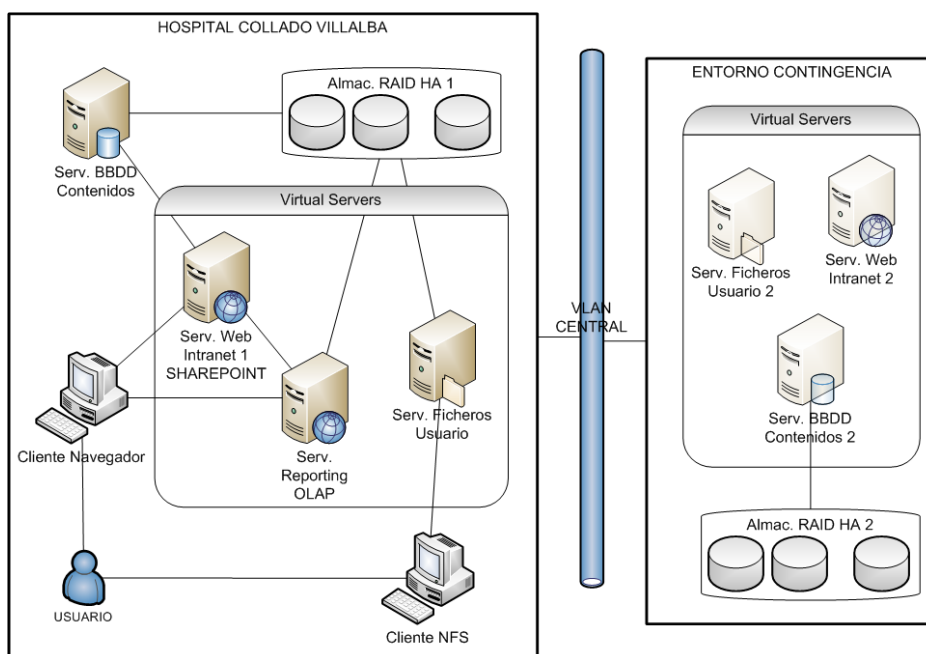 HOSPITAL COLLADO VILLALBA
Almac. RAID HA 1
Serv. BBDD
Contenidos
Virtual Servers
Serv. Web
Intranet 1
SHAREPOINT
Serv. Ficheros
Usuario
Cliente Navegador
Serv.
Reporting
OLAP
USUARIO
Cliente NFS
VLAN
CENTRAL
ENTORNO CONTINGENCIA
Virtual Servers
Serv. Ficheros
Usuario 2
Serv. Web
Intranet 2
Serv. BBDD
Contenidos 2
Almac. RAID HA 2